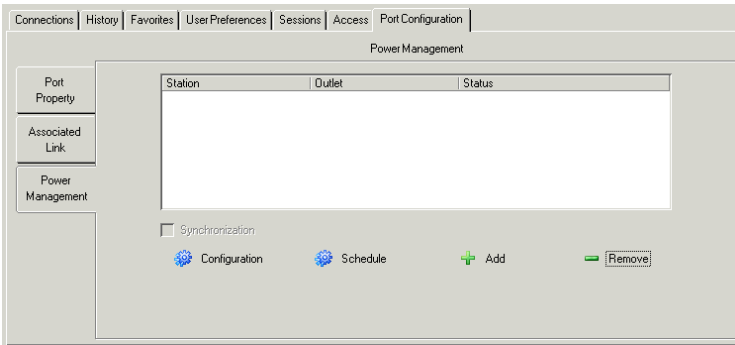 Connections History Favorites User Preferences Sessions Access Port Configuration
Power Management
Port
Property
Associated
Link
Power
Management
Station Outlet Status
Synchronization
Configuration Schedule Add Remove